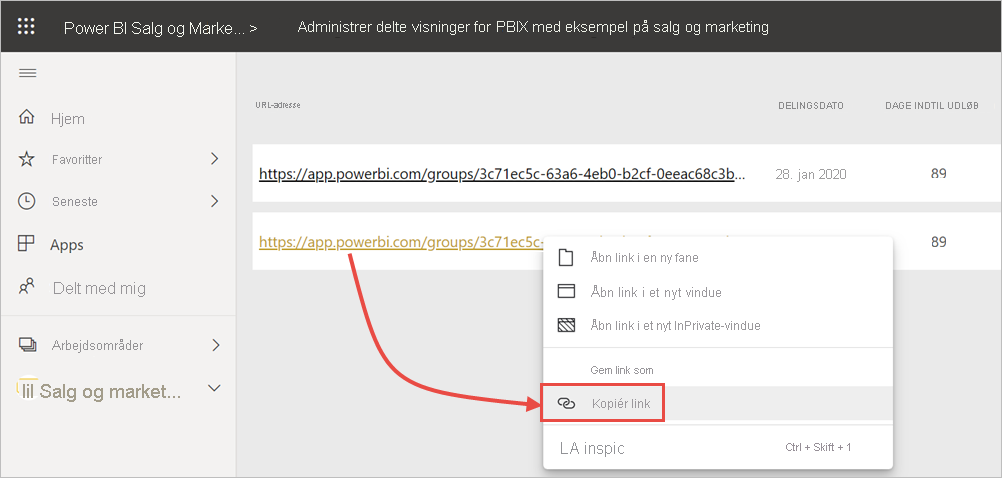 Power BI Salg og Marke... > Administrer delte visninger for PBIX med eksempel på salg og marketing
URL-adresse DELINGSDATO DAGE INDTIL UDLØB
Hjem
Favoritter
Seneste
Apps
Delt med mig
Arbejdsområder
lil Salg og market...
https://app.powerbi.com/groups/3c71ec5c-63a6-4eb0-b2cf-0eeac68c3b... 28. jan 2020 89
https://app.powerbi.com/groups/3c71ec5c- 89
Åbn link i en ny fane
Åbn link i et nyt vindue
Åbn link i et nyt InPrivate-vindue
Gem link som
Kopiér link
LA inspic Ctrl + Skift + 1